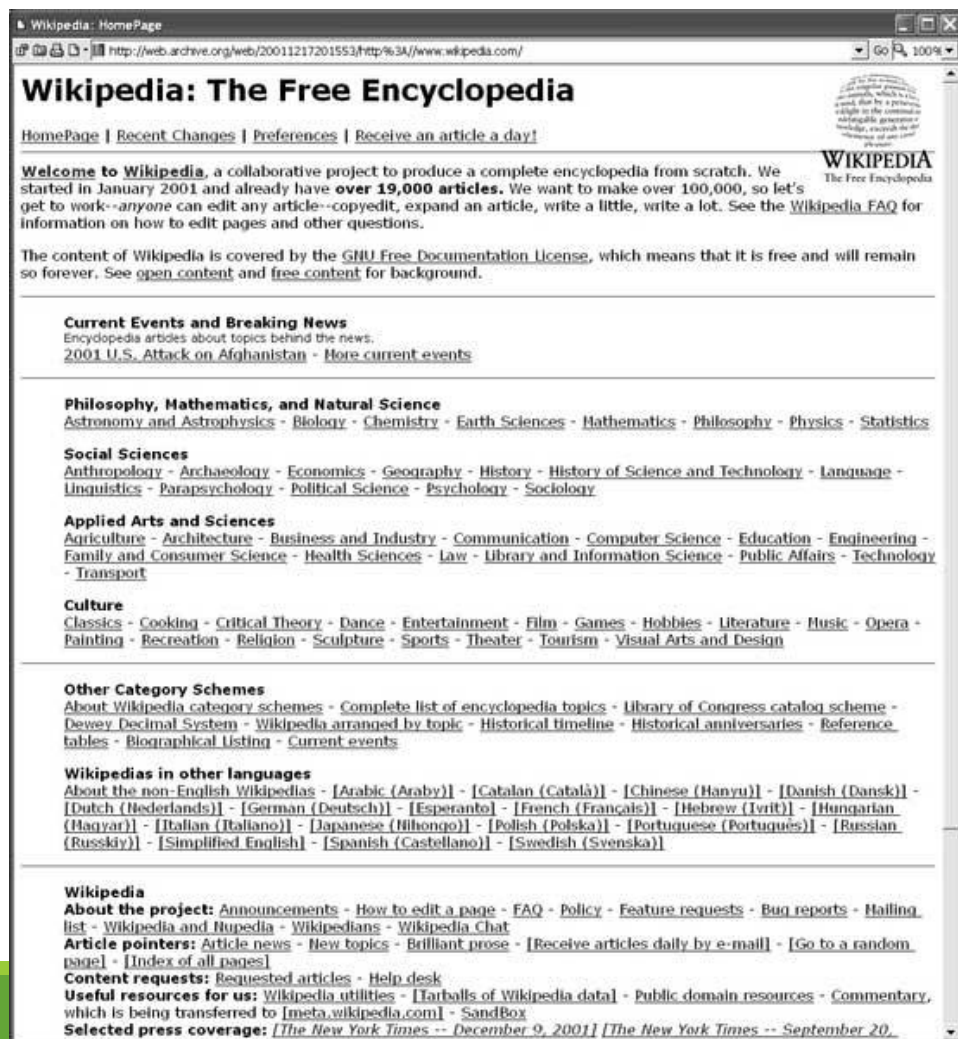 Wikipedia: HomePage
http://web.archive.org/web/20011217201553/http%3A//www.wikipedia.com/
Go
100%
Wikipedia: The Free Encyclopedia
HomePage | Recent Changes | Preferences | Receive an article a day!
WIKIPEDIA
The Free Encyclopedia
Welcome to Wikipedia, a collaborative project to produce a complete encyclopedia from scratch. We
started in January 2001 and already have over 19,000 articles. We want to make over 100,000, so let's
get to work--anyone can edit any article--copyedit, expand an article, write a little, write a lot. See the Wikipedia FAQ for
information on how to edit pages and other questions.
The content of Wikipedia is covered by the GNU Free Documentation License, which means that it is free and will remain
so forever. See open content and free content for background.
Current Events and Breaking News
Encyclopedia articles about topics behind the news.
2001 U.S. Attack on Afghanistan - More current events
Philosophy, Mathematics, and Natural Science
Astronomy and Astrophysics - Biology - Chemistry - Earth Sciences - Mathematics - Philosophy - Physics - Statistics
Social Sciences
Anthropology - Archaeology - Economics - Geography - History - History of Science and Technology - Language -
Linguistics - Parapsychology - Political Science - Psychology - Sociology
Applied Arts and Sciences
Agriculture - Architecture - Business and Industry - Communication - Computer Science - Education - Engineering -
Family and Consumer Science - Health Sciences - Law - Library and Information Science - Public Affairs - Technology
- Transport
Culture
Classics - Cooking - Critical Theory - Dance - Entertainment - Film - Games - Hobbies - Literature - Music - Opera -
Painting - Recreation - Religion - Sculpture - Sports - Theater - Tourism - Visual Arts and Design
Other Category Schemes
About Wikipedia category schemes - Complete list of encyclopedia topics - Library of Congress catalog scheme -
Dewey Decimal System - Wikipedia arranged by topic - Historical timeline - Historical anniversaries - Reference
tables - Biographical Listing - Current events
Wikipedias in other languages
About the non-English Wikipedias - [Arabic (Araby)] - [Catalan (Català)] - [Chinese (Hanyu)] - [Danish (Dansk)] -
[Dutch (Nederlands)] - [German (Deutsch)] - [Esperanto] - [French (Français)] - [Hebrew (Ivrit)] - [Hungarian
(Magyar)] - [Italian (Italiano)] - [Japanese (Nihongo)] - [Polish (Polska)] - [Portuguese (Português)] - [Russian
(Russkiy)] - [Simplified English] - [Spanish (Castellano)] - [Swedish (Svenska)]
Wikipedia
About the project: Announcements - How to edit a page - FAQ - Policy - Feature requests - Bug reports - Mailing
list - Wikipedia and Nupedia - Wikipedians - Wikipedia Chat
Article pointers: Article news - New topics - Brilliant prose - [Receive articles daily by e-mail] - [Go to a random
page] - [Index of all pages]
Content requests: Requested articles - Help desk
Useful resources for us: Wikipedia utilities - [Tarballs of Wikipedia data] - Public domain resources - Commentary,
which is being transferred to [meta.wikipedia.com] - SandBox
Selected press coverage: [The New York Times -- December 9, 2001] [The New York Times -- September 20,